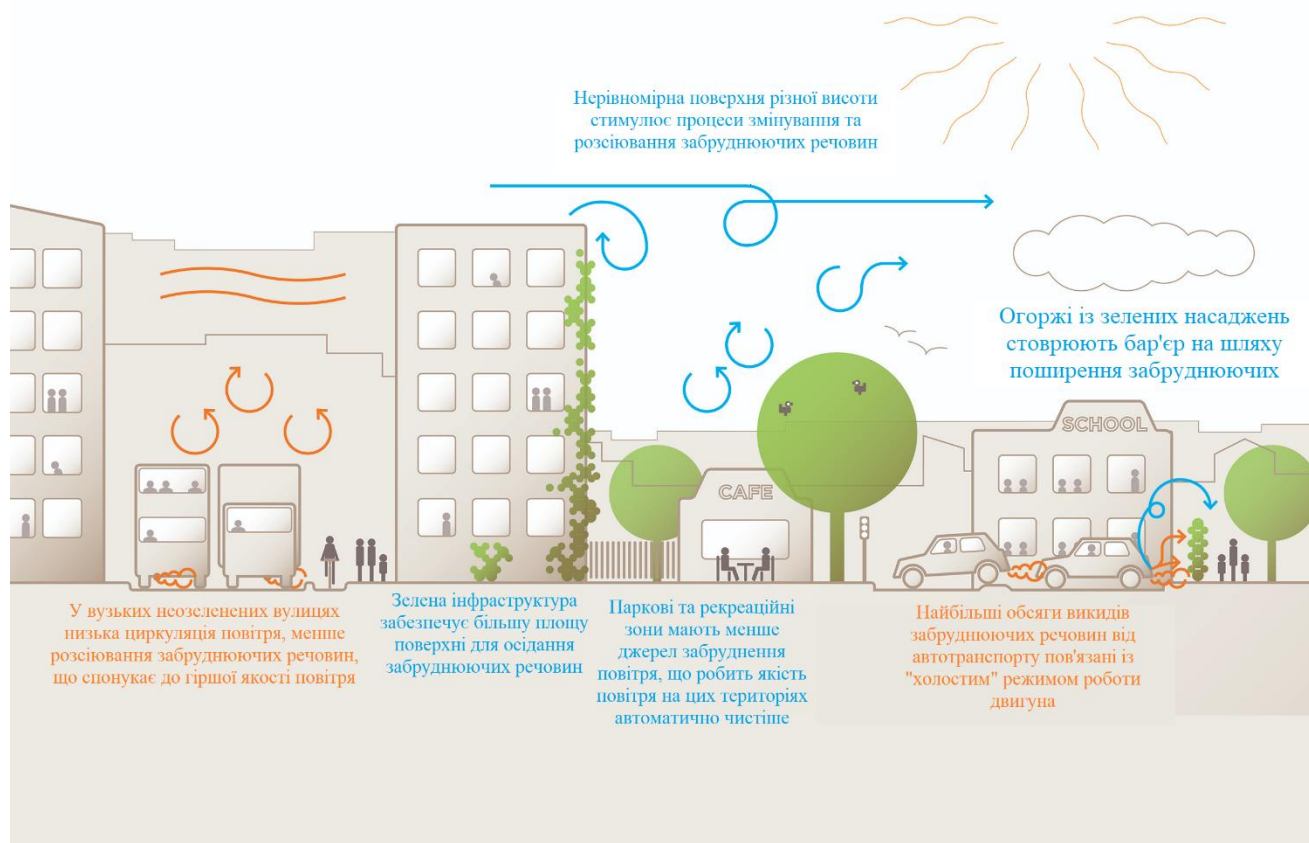 Нерівномірна поверхня різної висоти
стимулює процеси змінування та
розсіювання забруднюючих речовин
Огоржі із зелених насаджень
стоврюють бар'єр на шляху
поширення забруднюючих
SCHOOL
CAFE
У вузьких неозеленених вулицях
низька циркуляція повітря, менше
розсіювання забруднюючих речовин,
що спонукає до гіршої якості повітря
Зелена інфраструктура
забезпечує більшу площу
поверхні для осідання
забруднюючих речовин
Паркові та рекреаційні
зони мають менше
джерел забруднення
повітря, що робить якість
повітря на цих територіях
автоматично чистіше
Найбільші обсяги викидів
забруднюючих речовин від
автотранспорту пов'язані із
"холостим" режимом роботи
двигуна